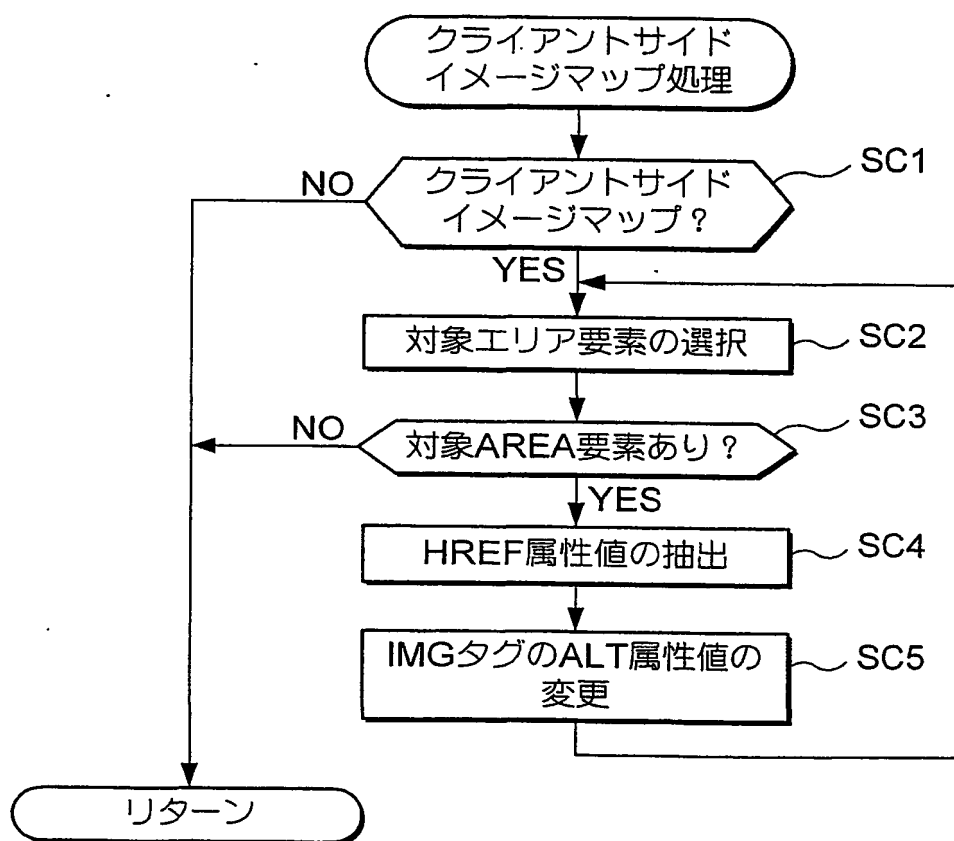 クライアントサイド
イメージマップ処理
SC1
NO
クライアントサイド
イメージマップ?
YES
対象エリア要素の選択
SC2
NO
対象AREA要素あり?
SC3
YES
HREF属性値の抽出
SC4
IMGタグのALT属性値の
変更
SC5
リターン